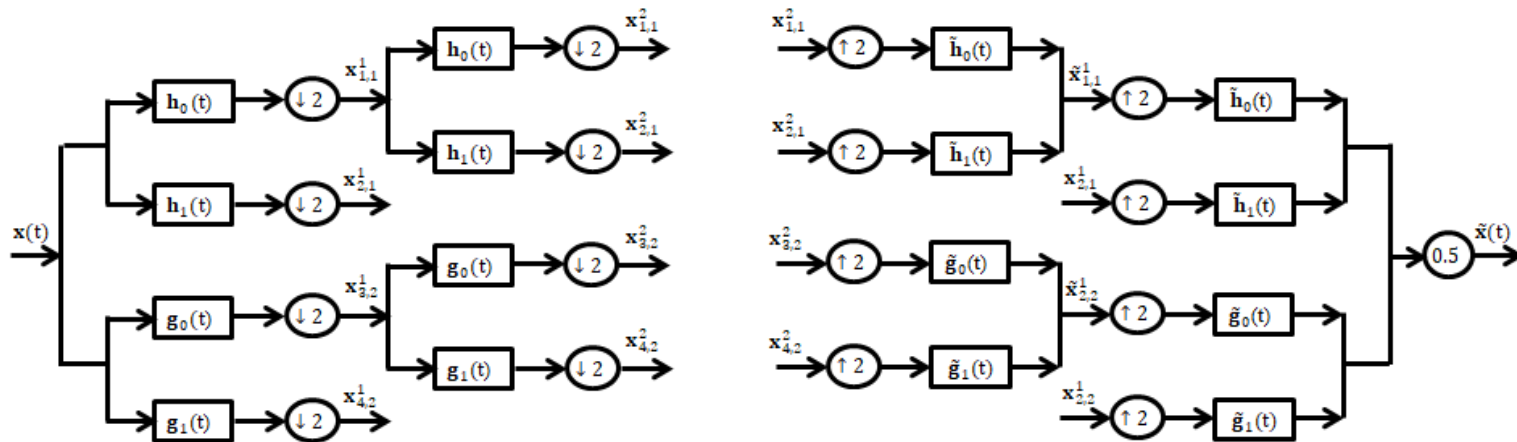 x²₁,₁
h₀(t) ↓ 2
x¹₁,₁
h₀(t) ↓ 2
x²₂,₁
h₁(t) ↓ 2
x¹₂,₁
h₁(t) ↓ 2
x(t)
x²₃,₂
g₀(t) ↓ 2
x¹₃,₂
g₀(t) ↓ 2
x²₄,₂
g₁(t) ↓ 2
x¹₄,₂
g₁(t) ↓ 2
x²₁,₁
↑ 2 h̃₀(t)
x̃¹₁,₁
↑ 2 h̃₀(t)
x²₂,₁
↑ 2 h̃₁(t)
x¹₂,₁
↑ 2 h̃₁(t)
x²₃,₂
↑ 2 g̃₀(t)
x̃¹₂,₂
↑ 2 g̃₀(t)
x²₄,₂
↑ 2 g̃₁(t)
x¹₂,₂
↑ 2 g̃₁(t)
0.5 x̃(t)